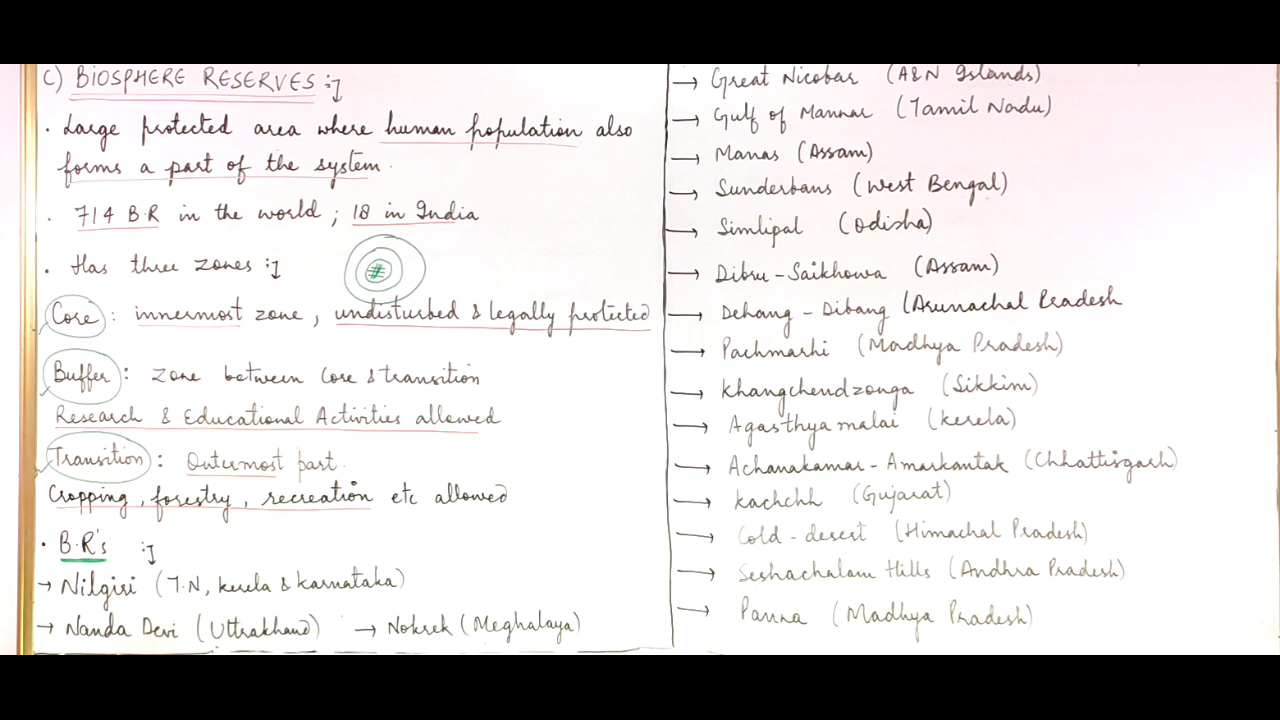 C) BIOSPHERE RESERVES :]
• Large protected area where human population also
forms a part of the system.
• 714 B.R in the world ; 18 in India
• Has three zones :]
Core : innermost zone, undisturbed & legally protected
Buffer : zone between Core & transition
Research & Educational Activities allowed
Transition : Outermost part.
Cropping, forestry, recreation etc allowed
• B.R's :]
→ Nilgiri (T.N, kerela & karnataka)
→ Nanda Devi (Uttrakhand) → Nokrek (Meghalaya)
→ Great Nicobar (A&N Islands)
→ Gulf of Mannar (Tamil Nadu)
→ Manas (Assam)
→ Sunderbans (West Bengal)
→ Simlipal (Odisha)
→ Dibru-Saikhowa (Assam)
→ Dehang - Dibang (Arunachal Pradesh
→ Pachmarhi (Madhya Pradesh)
→ Khangchendzonga (Sikkim)
→ Agasthyamalai (kerela)
→ Achanakamar-Amarkantak (Chhattisgarh)
→ kachchh (Gujarat)
→ Cold-desert (Himachal Pradesh)
→ Seshachalam Hills (Andhra Pradesh)
→ Panna (Madhya Pradesh)